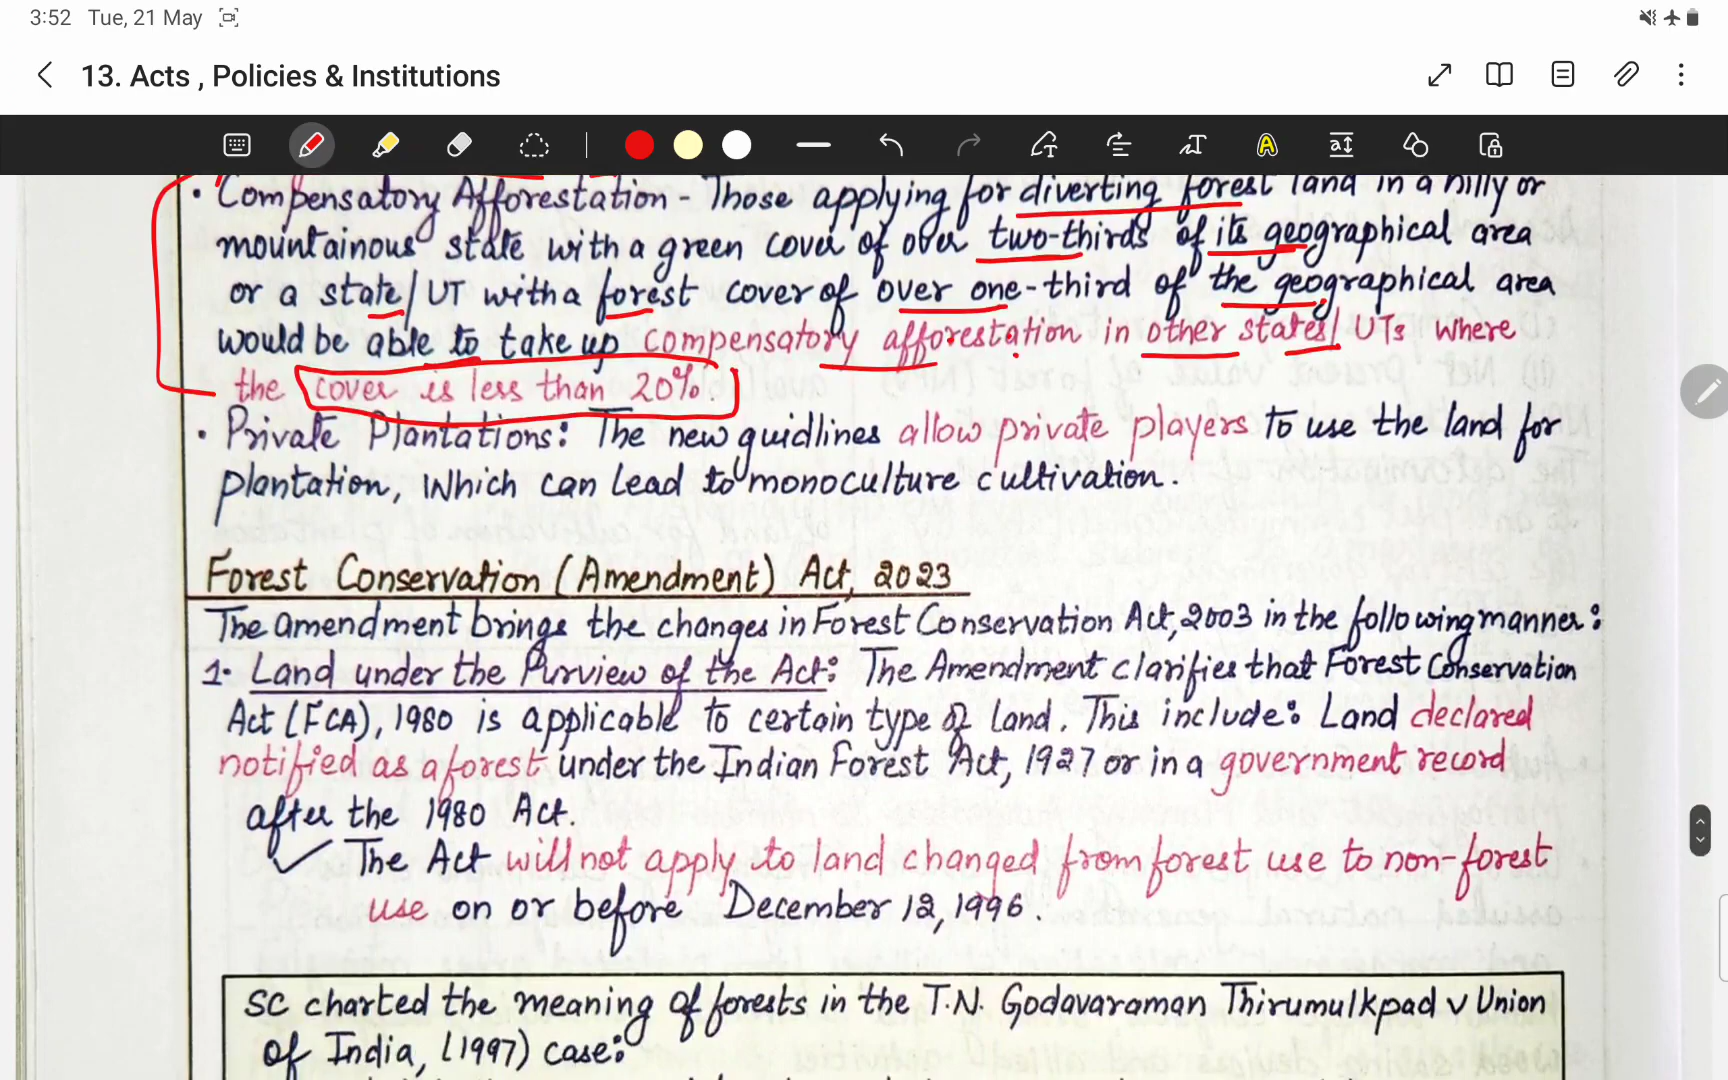 3:52 Tue, 21 May
13. Acts , Policies & Institutions
• Compensatory Afforestation - Those applying for diverting forest land in a hilly or
mountainous state with a green cover of over two-thirds of its geographical area
or a state/UT with a forest cover of over one-third of the geographical area
would be able to take up compensatory afforestation in other states/UTs where
the cover is less than 20%.
• Private Plantations: The new guidlines allow private players to use the land for
plantation, which can lead to monoculture cultivation.
Forest Conservation (Amendment) Act, 2023
The amendment brings the changes in Forest Conservation Act, 2003 in the following manner:
1. Land under the Purview of the Act: The Amendment clarifies that Forest Conservation
Act (FCA), 1980 is applicable to certain type of land. This include: Land declared
notified as a forest under the Indian Forest Act, 1927 or in a government record
after the 1980 Act.
✓ The Act will not apply to land changed from forest use to non-forest
use on or before December 12, 1996.
SC charted the meaning of forests in the T.N. Godavaraman Thirumulkpad v Union
of India, (1997) case: